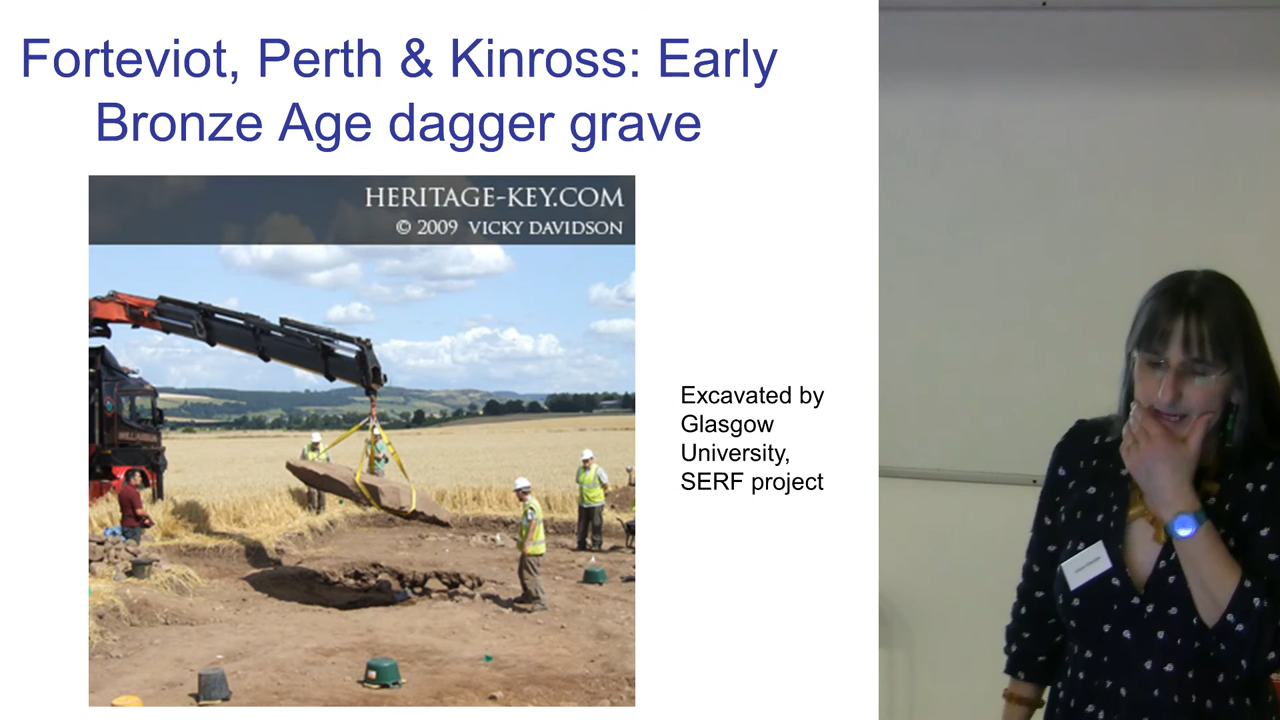 Forteviot, Perth & Kinross: Early
Bronze Age dagger grave
HERITAGE-KEY.COM
© 2009 VICKY DAVIDSON
Excavated by
Glasgow
University,
SERF project